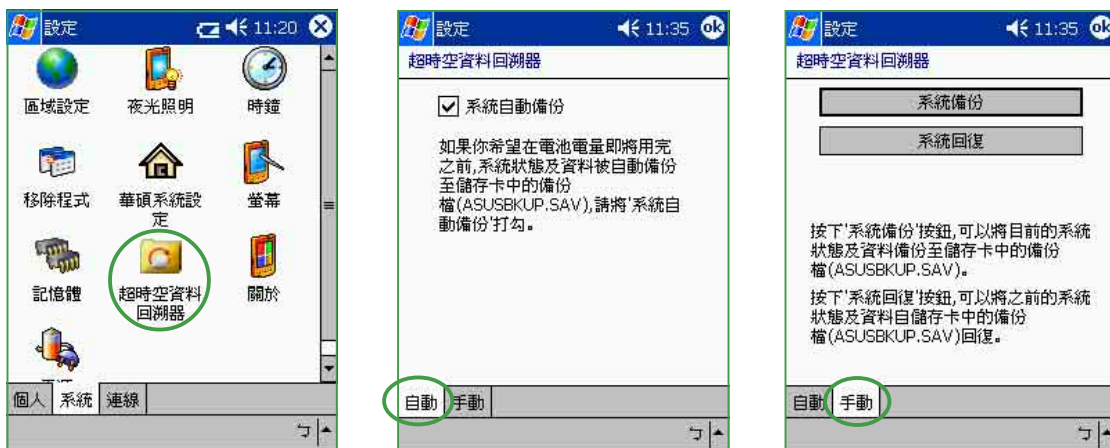 設定 11:20
區域設定 夜光照明 時鐘
移除程式 華碩系統設定 螢幕
記憶體 超時空資料回溯器 關於
個人 系統 連線
ㄅ
設定 11:35 ok
超時空資料回溯器
系統自動備份
如果你希望在電池電量即將用完
之前,系統狀態及資料被自動備份
至儲存卡中的備份
檔(ASUSBKUP.SAV),請將'系統自
動備份'打勾。
自動 手動
ㄅ
設定 11:35 ok
超時空資料回溯器
系統備份
系統回復
按下'系統備份'按鈕,可以將目前的系統
狀態及資料備份至儲存卡中的備份
檔(ASUSBKUP.SAV)。
按下'系統回復'按鈕,可以將之前的系統
狀態及資料自儲存卡中的備份
檔(ASUSBKUP.SAV)回復。
自動 手動
ㄅ